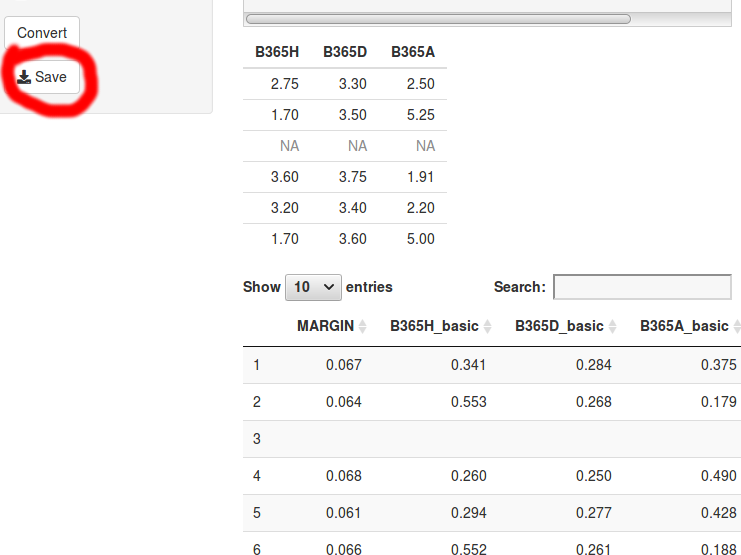 Convert
Save
B365H B365D B365A
2.75 3.30 2.50
1.70 3.50 5.25
NA NA NA
3.60 3.75 1.91
3.20 3.40 2.20
1.70 3.60 5.00
Show 10 entries Search:
MARGIN B365H_basic B365D_basic B365A_basic
1 0.067 0.341 0.284 0.375
2 0.064 0.553 0.268 0.179
3
4 0.068 0.260 0.250 0.490
5 0.061 0.294 0.277 0.428
6 0.066 0.552 0.261 0.188